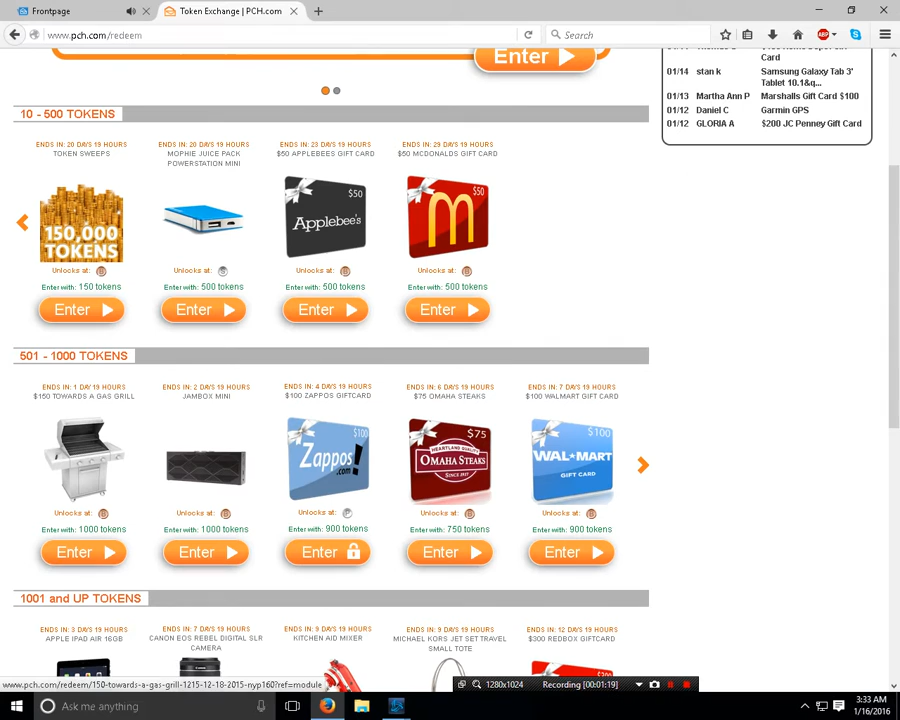 Frontpage
Token Exchange | PCH.com
www.pch.com/redeem
Search
ABP
Enter
Card
01/14 stan k Samsung Galaxy Tab 3'
Tablet 10.1&q...
01/13 Martha Ann P Marshalls Gift Card $100
01/12 Daniel C Garmin GPS
01/12 GLORIA A $200 JC Penney Gift Card
10 - 500 TOKENS
ENDS IN: 20 DAYS 19 HOURS
TOKEN SWEEPS
150,000
TOKENS
Unlocks at:
Enter with: 150 tokens
Enter
ENDS IN: 20 DAYS 19 HOURS
MOPHIE JUICE PACK
POWERSTATION MINI
Unlocks at:
Enter with: 500 tokens
Enter
ENDS IN: 23 DAYS 19 HOURS
$50 APPLEBEES GIFT CARD
$50
Applebee's
Unlocks at:
Enter with: 500 tokens
Enter
ENDS IN: 29 DAYS 19 HOURS
$50 MCDONALDS GIFT CARD
$50
Unlocks at:
Enter with: 500 tokens
Enter
501 - 1000 TOKENS
ENDS IN: 1 DAY 19 HOURS
$150 TOWARDS A GAS GRILL
Unlocks at:
Enter with: 1000 tokens
Enter
ENDS IN: 2 DAYS 19 HOURS
JAMBOX MINI
Unlocks at:
Enter with: 1000 tokens
Enter
ENDS IN: 4 DAYS 19 HOURS
$100 ZAPPOS GIFTCARD
$100
Zappos!
.com
Unlocks at:
Enter with: 900 tokens
Enter
ENDS IN: 6 DAYS 19 HOURS
$75 OMAHA STEAKS
$75
HEARTLAND QUALITY
OMAHA STEAKS
SINCE 1917
Unlocks at:
Enter with: 750 tokens
Enter
ENDS IN: 7 DAYS 19 HOURS
$100 WALMART GIFT CARD
$100
WAL★MART
GIFT CARD
Unlocks at:
Enter with: 900 tokens
Enter
1001 and UP TOKENS
ENDS IN: 3 DAYS 19 HOURS
APPLE IPAD AIR 16GB
ENDS IN: 7 DAYS 19 HOURS
CANON EOS REBEL DIGITAL SLR
CAMERA
ENDS IN: 9 DAYS 19 HOURS
KITCHEN AID MIXER
ENDS IN: 9 DAYS 19 HOURS
MICHAEL KORS JET SET TRAVEL
SMALL TOTE
ENDS IN: 12 DAYS 19 HOURS
$300 REDBOX GIFTCARD
www.pch.com/redeem/150-towards-a-gas-grill-1215-12-18-2015-nyp160?ref=module
1280x1024 Recording [00:01:19]
Ask me anything
3:33 AM
1/16/2016